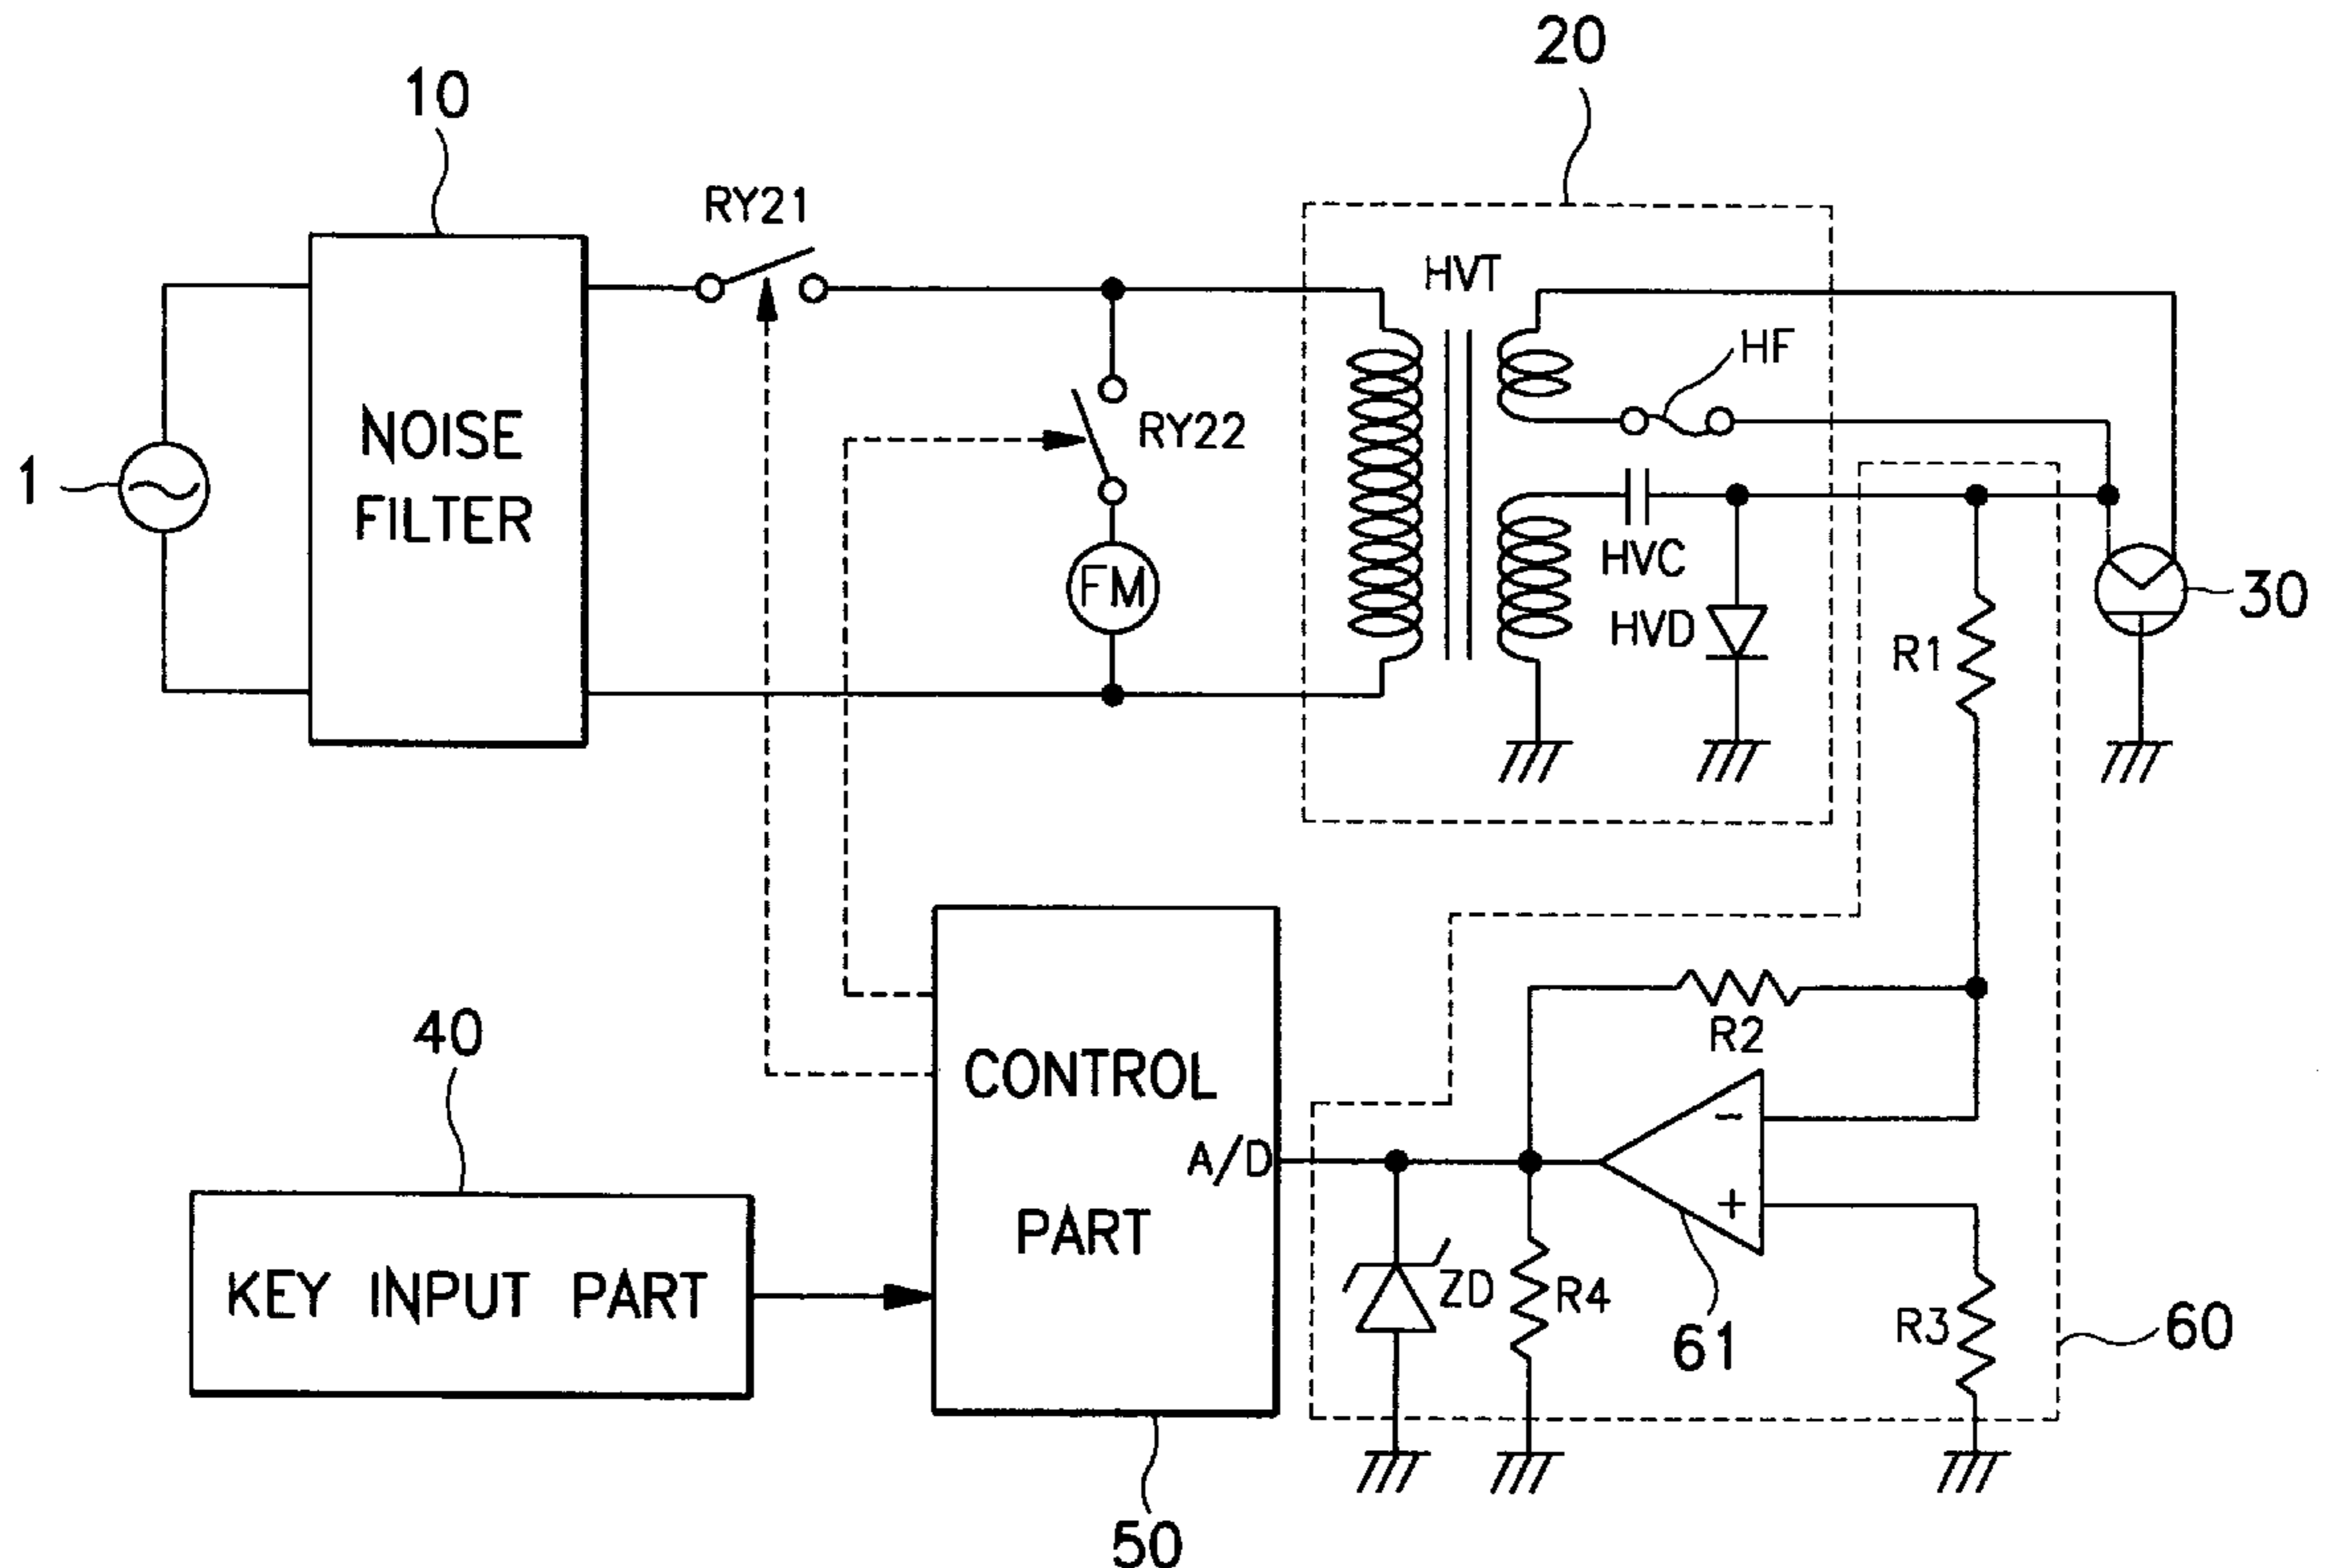 20
10
RY21
HVT
HF
NOISE
FILTER
RY22
1
HVC
FM
30
HVD
R1
40
R2
CONTROL
PART
A/D
−
+
KEY INPUT PART
ZD
R4
61
R3
60
50